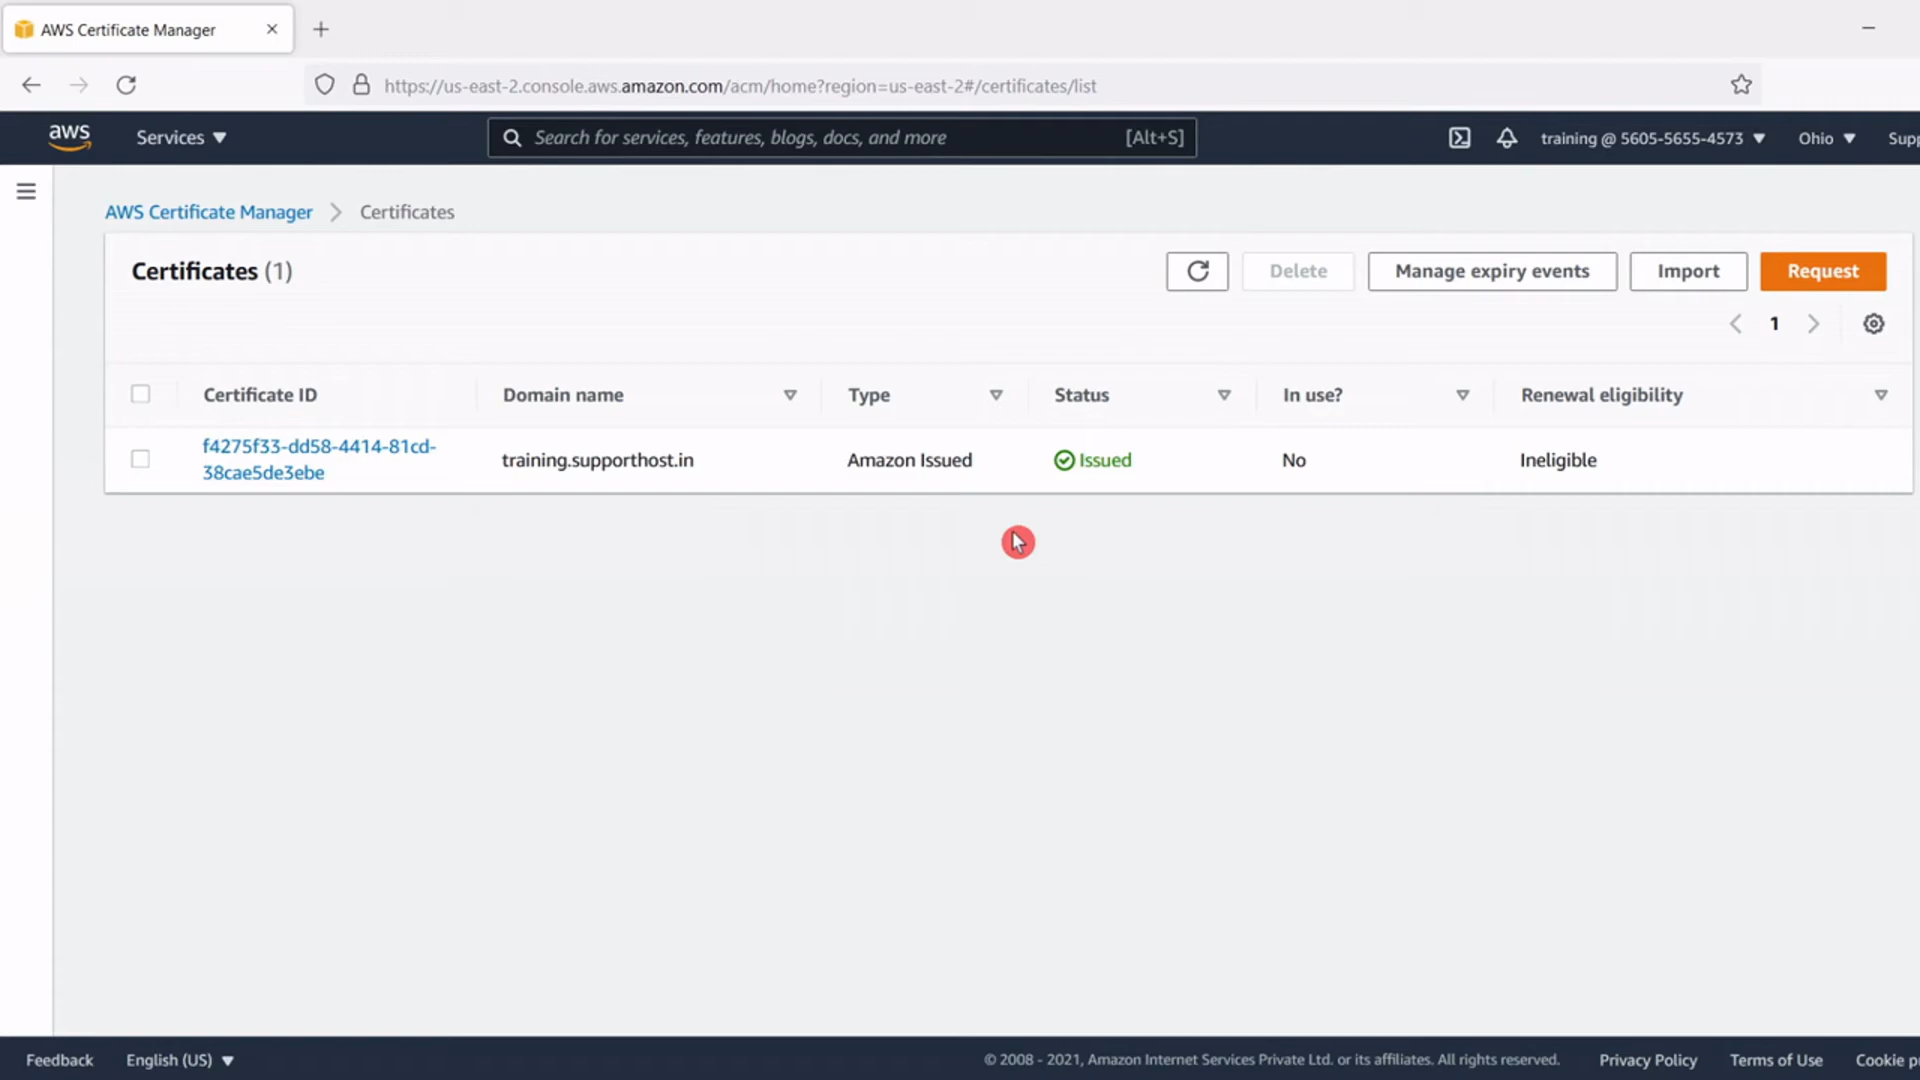 AWS Certificate Manager
https://us-east-2.console.aws.amazon.com/acm/home?region=us-east-2#/certificates/list
aws Services Search for services, features, blogs, docs, and more [Alt+S] training @ 5605-5655-4573 Ohio Supp
AWS Certificate Manager Certificates
Certificates (1) Delete Manage expiry events Import Request
1
Certificate ID Domain name Type Status In use? Renewal eligibility
f4275f33-dd58-4414-81cd-
38cae5de3ebe training.supporthost.in Amazon Issued Issued No Ineligible
Feedback English (US) © 2008 - 2021, Amazon Internet Services Private Ltd. or its affiliates. All rights reserved. Privacy Policy Terms of Use Cookie p